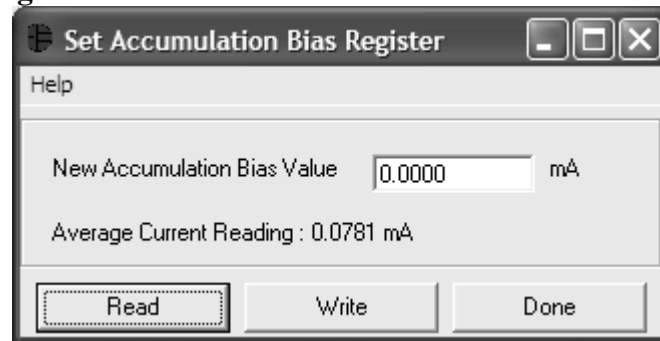 Set Accumulation Bias Register
Help
New Accumulation Bias Value 0.0000 mA
Average Current Reading : 0.0781 mA
Read Write Done